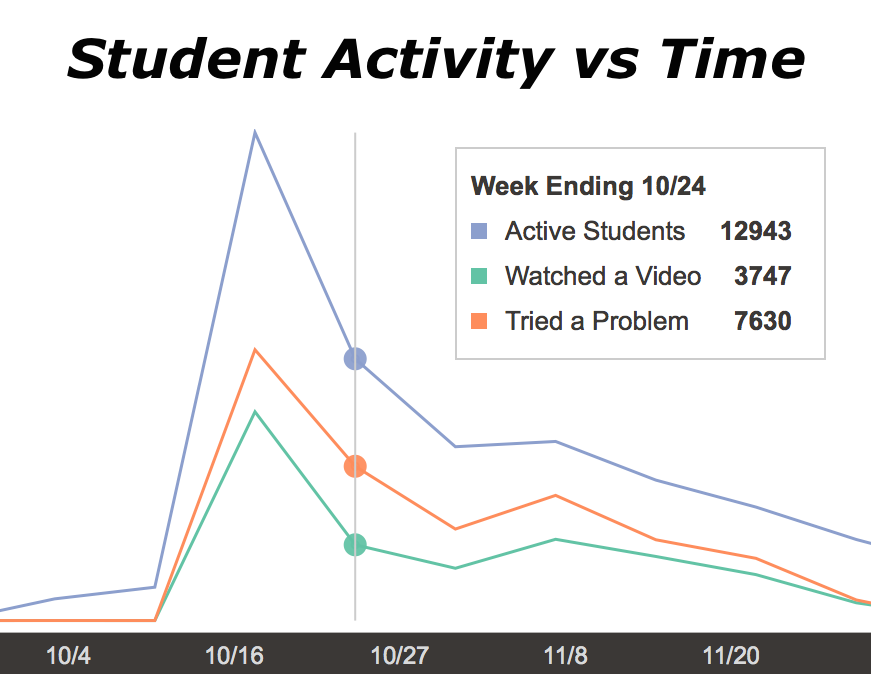 Student Activity vs Time
Week Ending 10/24
Active Students 12943
Watched a Video 3747
Tried a Problem 7630
10/4 10/16 10/27 11/8 11/20